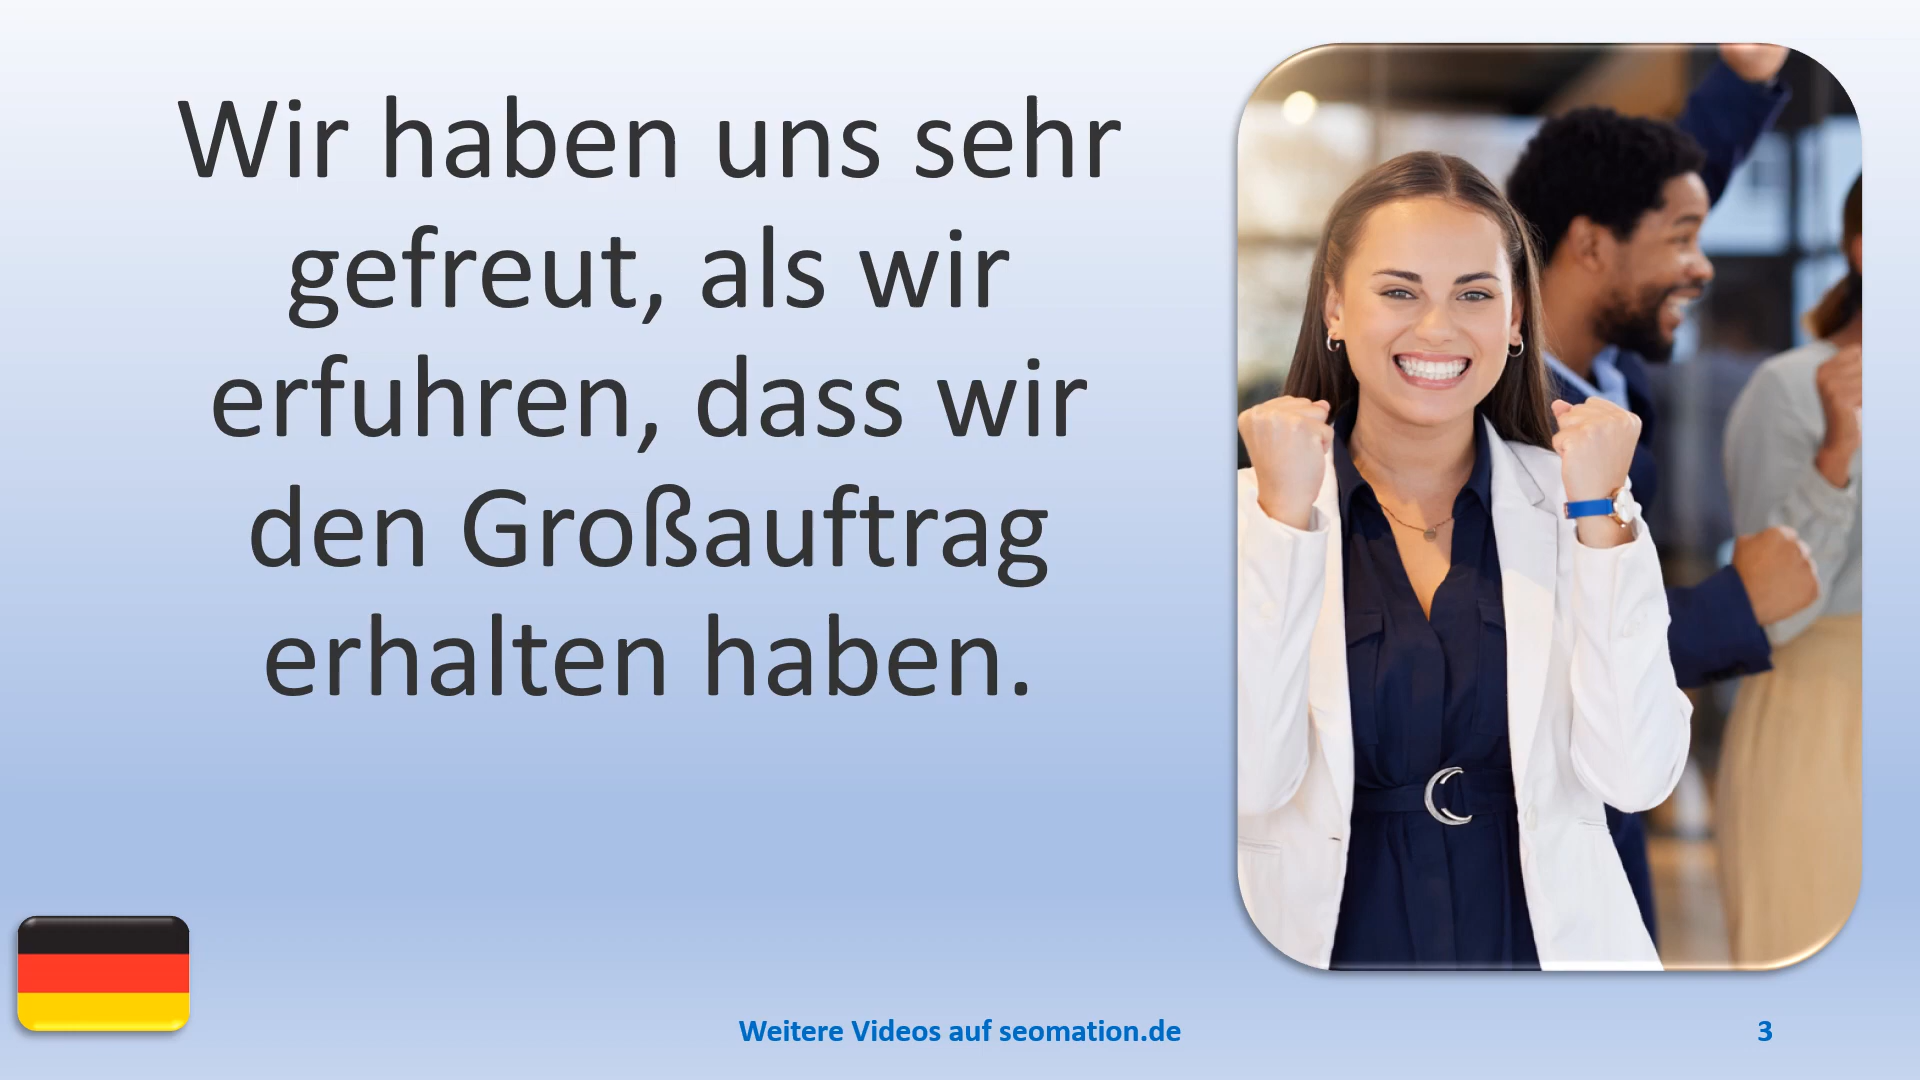 Wir haben uns sehr
gefreut, als wir
erfuhren, dass wir
den Großauftrag
erhalten haben.
Weitere Videos auf seomation.de
3